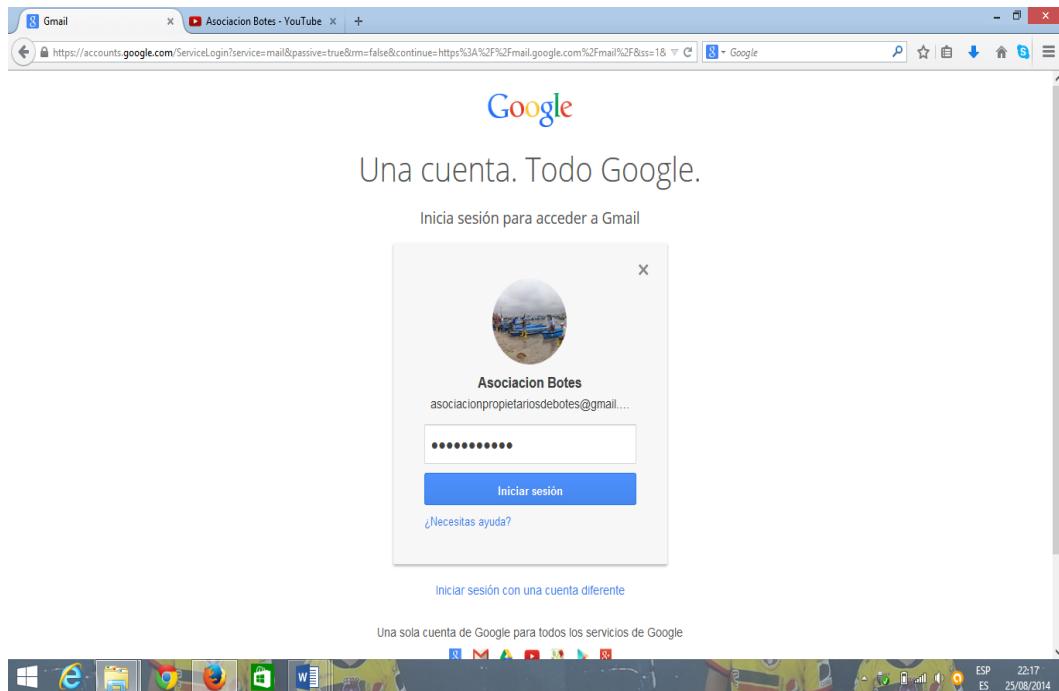 Gmail
Asociacion Botes - YouTube
https://accounts.google.com/ServiceLogin?service=mail&passive=true&rm=false&continue=https%3A%2F%2Fmail.google.com%2Fmail%2F&ss=1&
Google
Google
Una cuenta. Todo Google.
Inicia sesión para acceder a Gmail
Asociacion Botes
asociacionpropietariosdebotes@gmail....
Iniciar sesión
¿Necesitas ayuda?
Iniciar sesión con una cuenta diferente
Una sola cuenta de Google para todos los servicios de Google
ESP 22:17
ES 25/08/2014